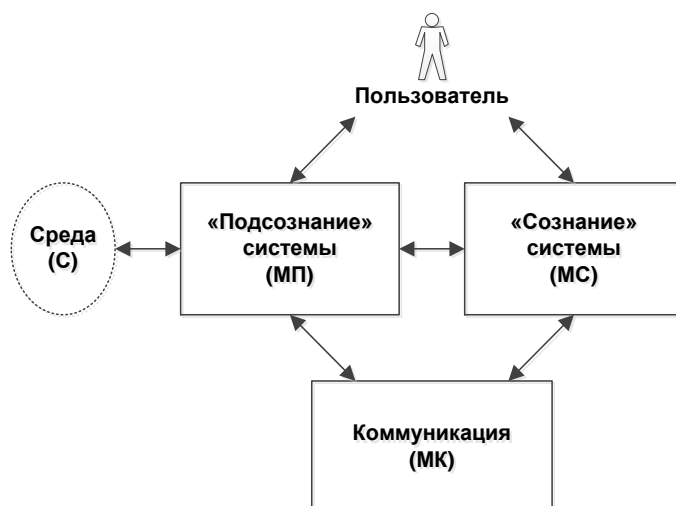 Пользователь
Среда
(С)
«Подсознание»
системы
(МП)
«Сознание»
системы
(МС)
Коммуникация
(МК)